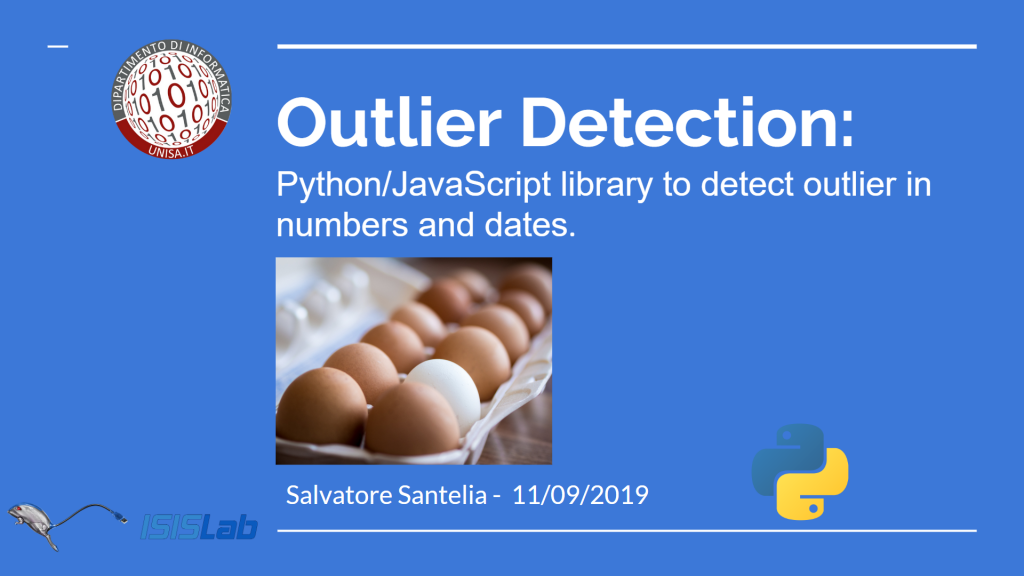 DIPARTIMENTO DI INFORMATICA
UNISA.IT
Outlier Detection:
Python/JavaScript library to detect outlier in
numbers and dates.
Salvatore Santelia - 11/09/2019
ISISLab